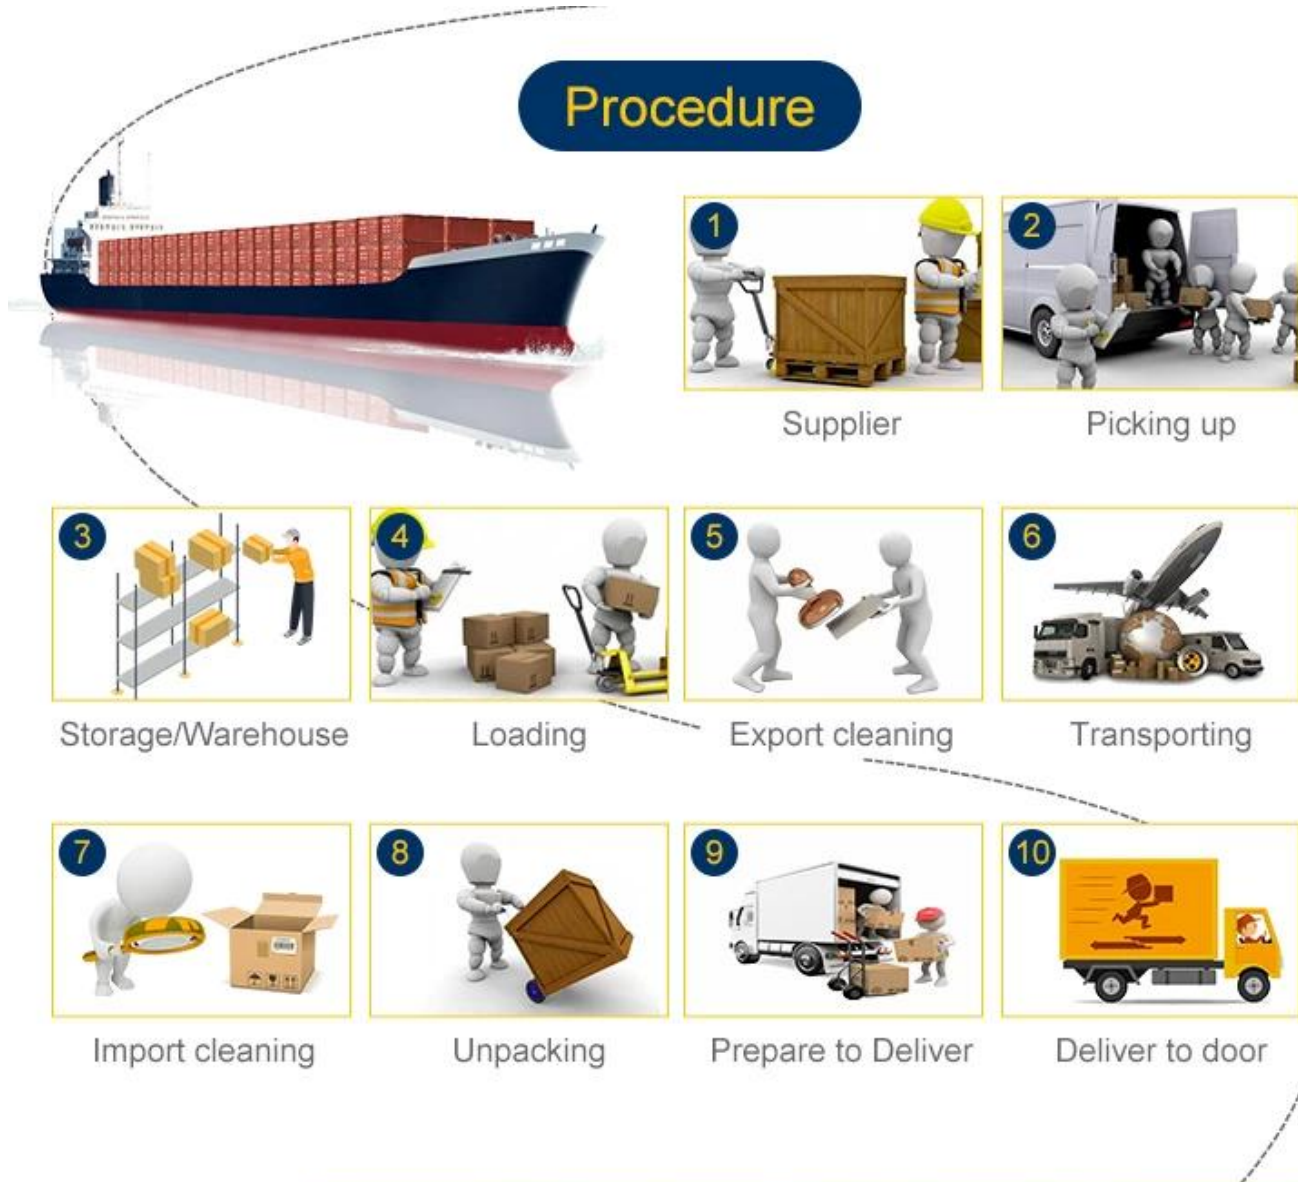 Procedure
1
Supplier
2
Picking up
3
Storage/Warehouse
4
Loading
5
Export cleaning
6
Transporting
7
Import cleaning
8
Unpacking
9
Prepare to Deliver
10
Deliver to door